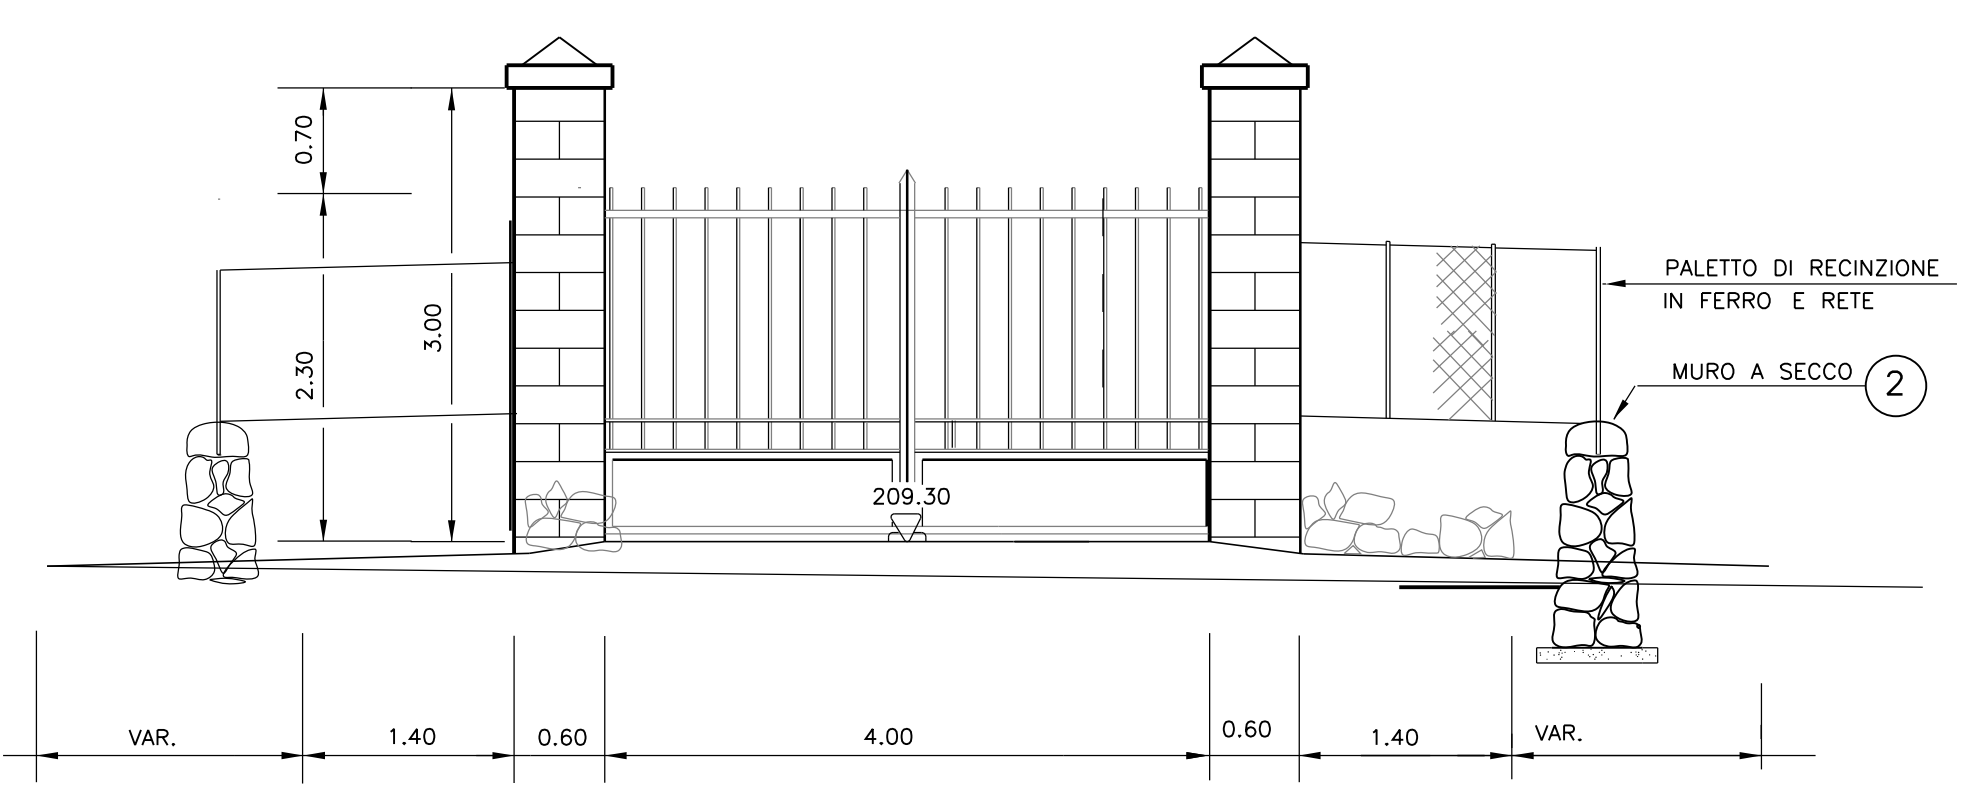 0.70
2.30
3.00
PALETTO DI RECINZIONE
IN FERRO E RETE
MURO A SECCO 2
209.30
VAR.
1.40
0.60
4.00
0.60
1.40
VAR.